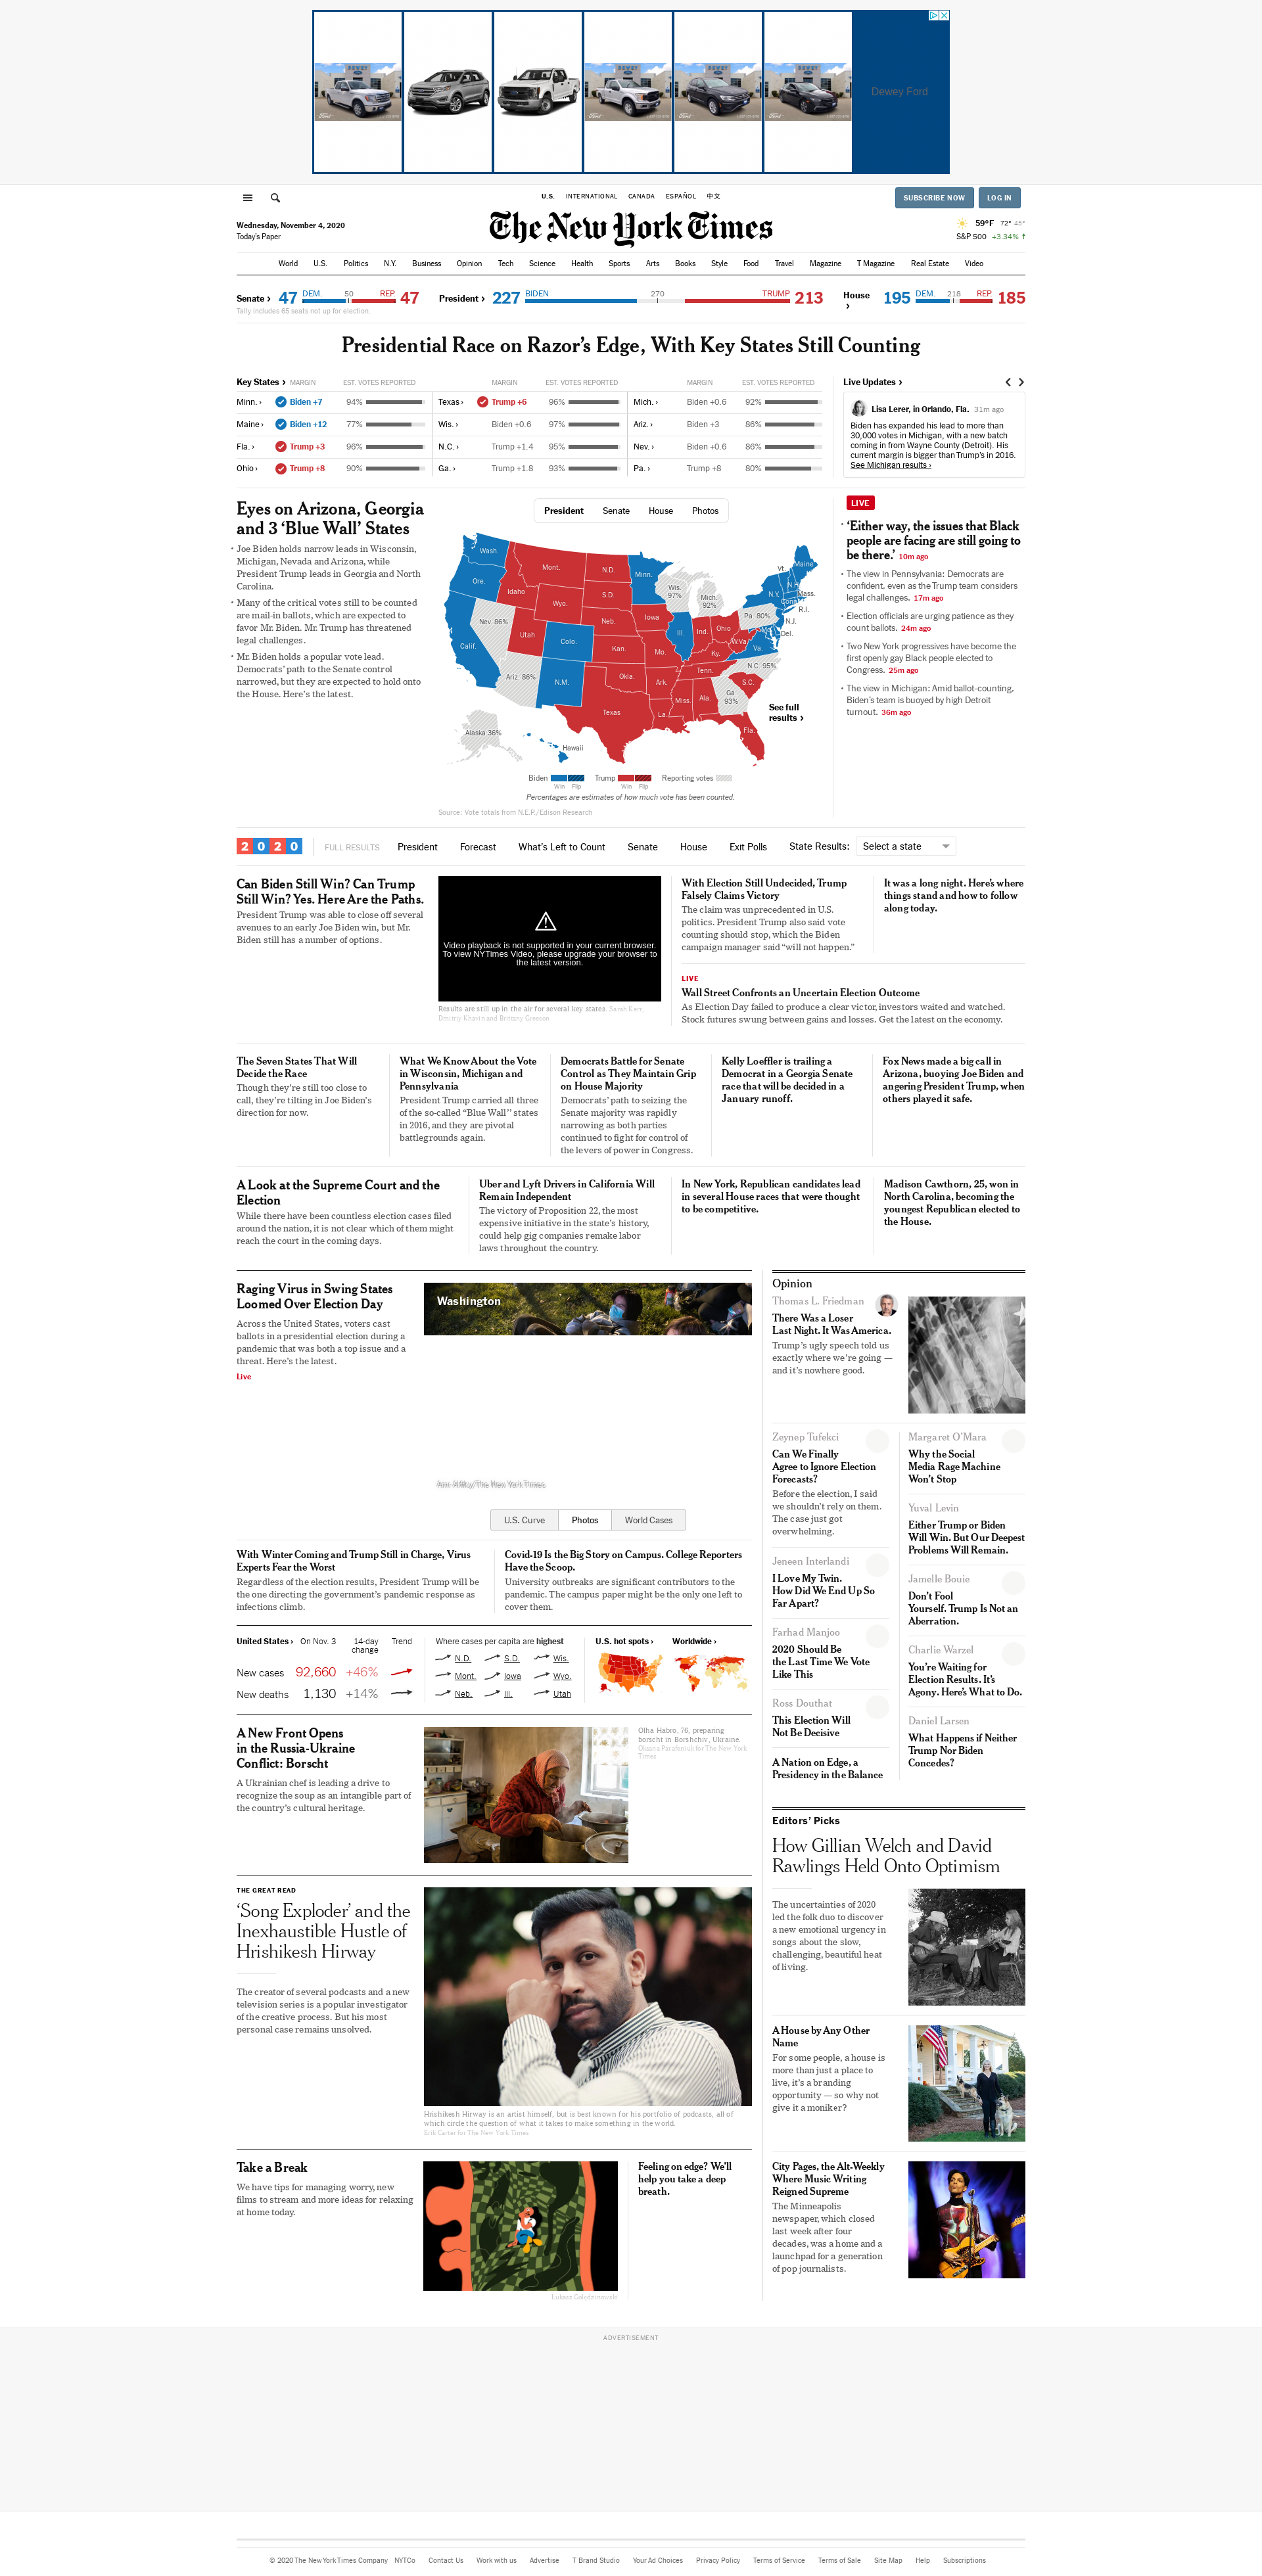 Dewey Ford
U.S. INTERNATIONAL CANADA ESPAÑOL 中文
SUBSCRIBE NOW LOG IN
Wednesday, November 4, 2020
Today's Paper
The New York Times
59°F 72° 45°
S&P 500 +3.34% ↑
World U.S. Politics N.Y. Business Opinion Tech Science Health Sports Arts Books Style Food Travel Magazine T Magazine Real Estate Video
Senate › 47 DEM. 50 REP. 47
Tally includes 65 seats not up for election.
President › 227 BIDEN 270 TRUMP 213
House › 195 DEM. 218 REP. 185
Presidential Race on Razor's Edge, With Key States Still Counting
Key States › MARGIN EST. VOTES REPORTED MARGIN EST. VOTES REPORTED MARGIN EST. VOTES REPORTED
Minn. › Biden +7 94% Texas › Trump +6 96% Mich. › Biden +0.6 92%
Maine › Biden +12 77% Wis. › Biden +0.6 97% Ariz. › Biden +3 86%
Fla. › Trump +3 96% N.C. › Trump +1.4 95% Nev. › Biden +0.6 86%
Ohio › Trump +8 90% Ga. › Trump +1.8 93% Pa. › Trump +8 80%
Live Updates ›
Lisa Lerer, in Orlando, Fla. 31m ago
Biden has expanded his lead to more than
30,000 votes in Michigan, with a new batch
coming in from Wayne County (Detroit). His
current margin is bigger than Trump's in 2016.
See Michigan results ›
Eyes on Arizona, Georgia
and 3 ‘Blue Wall’ States
• Joe Biden holds narrow leads in Wisconsin,
Michigan, Nevada and Arizona, while
President Trump leads in Georgia and North
Carolina.
• Many of the critical votes still to be counted
are mail-in ballots, which are expected to
favor Mr. Biden. Mr. Trump has threatened
legal challenges.
• Mr. Biden holds a popular vote lead.
Democrats’ path to the Senate control
narrowed, but they are expected to hold onto
the House. Here’s the latest.
President Senate House Photos
Wash.
Ore.
Calif.
Nev. 86%
Idaho
Mont.
Wyo.
Utah
Ariz. 86%
Colo.
N.M.
N.D.
S.D.
Neb.
Kan.
Okla.
Texas
Minn.
Iowa
Mo.
Ark.
La.
Wis.
97%
Ill.
Mich.
92%
Ind.
Ohio
Ky.
Tenn.
Miss.
Ala.
Ga.
93%
Fla.
S.C.
N.C. 95%
Va.
W.Va.
Pa. 80%
N.Y.
Vt.
N.H.
Maine
Mass.
Conn.
R.I.
N.J.
Del.
Alaska 36%
Hawaii
See full
results ›
Biden Trump Reporting votes
Win Flip Win Flip
Percentages are estimates of how much vote has been counted.
Source: Vote totals from N.E.P./Edison Research
LIVE
• ‘Either way, the issues that Black
people are facing are still going to
be there.’ 10m ago
• The view in Pennsylvania: Democrats are
confident, even as the Trump team considers
legal challenges. 17m ago
• Election officials are urging patience as they
count ballots. 24m ago
• Two New York progressives have become the
first openly gay Black people elected to
Congress. 25m ago
• The view in Michigan: Amid ballot-counting,
Biden’s team is buoyed by high Detroit
turnout. 36m ago
2020 FULL RESULTS President Forecast What’s Left to Count Senate House Exit Polls State Results: Select a state
Can Biden Still Win? Can Trump
Still Win? Yes. Here Are the Paths.
President Trump was able to close off several
avenues to an early Joe Biden win, but Mr.
Biden still has a number of options.
Video playback is not supported in your current browser.
To view NYTimes Video, please upgrade your browser to
the latest version.
Results are still up in the air for several key states. Sarah Kerr,
Dmitriy Khavin and Brittany Greeson
With Election Still Undecided, Trump
Falsely Claims Victory
The claim was unprecedented in U.S.
politics. President Trump also said vote
counting should stop, which the Biden
campaign manager said “will not happen.”
It was a long night. Here’s where
things stand and how to follow
along today.
LIVE
Wall Street Confronts an Uncertain Election Outcome
As Election Day failed to produce a clear victor, investors waited and watched.
Stock futures swung between gains and losses. Get the latest on the economy.
The Seven States That Will
Decide the Race
Though they’re still too close to
call, they’re tilting in Joe Biden’s
direction for now.
What We Know About the Vote
in Wisconsin, Michigan and
Pennsylvania
President Trump carried all three
of the so-called “Blue Wall” states
in 2016, and they are pivotal
battlegrounds again.
Democrats Battle for Senate
Control as They Maintain Grip
on House Majority
Democrats’ path to seizing the
Senate majority was rapidly
narrowing as both parties
continued to fight for control of
the levers of power in Congress.
Kelly Loeffler is trailing a
Democrat in a Georgia Senate
race that will be decided in a
January runoff.
Fox News made a big call in
Arizona, buoying Joe Biden and
angering President Trump, when
others played it safe.
A Look at the Supreme Court and the
Election
While there have been countless election cases filed
around the nation, it is not clear which of them might
reach the court in the coming days.
Uber and Lyft Drivers in California Will
Remain Independent
The victory of Proposition 22, the most
expensive initiative in the state’s history,
could help gig companies remake labor
laws throughout the country.
In New York, Republican candidates lead
in several House races that were thought
to be competitive.
Madison Cawthorn, 25, won in
North Carolina, becoming the
youngest Republican elected to
the House.
Raging Virus in Swing States
Loomed Over Election Day
Across the United States, voters cast
ballots in a presidential election during a
pandemic that was both a top issue and a
threat. Here’s the latest.
Live
Washington
U.S. Curve Photos World Cases
With Winter Coming and Trump Still in Charge, Virus
Experts Fear the Worst
Regardless of the election results, President Trump will be
the one directing the government’s pandemic response as
infections climb.
Covid-19 Is the Big Story on Campus. College Reporters
Have the Scoop.
University outbreaks are significant contributors to the
pandemic. The campus paper might be the only one left to
cover them.
United States › On Nov. 3 14-day
change Trend
New cases 92,660 +46%
New deaths 1,130 +14%
Where cases per capita are highest
N.D. S.D. Wis.
Mont. Iowa Wyo.
Neb. Ill. Utah
U.S. hot spots › Worldwide ›
A New Front Opens
in the Russia-Ukraine
Conflict: Borscht
A Ukrainian chef is leading a drive to
recognize the soup as an intangible part of
the country’s cultural heritage.
Olha Habro, 76, preparing
borscht in Borshchiv, Ukraine.
Oksana Parafeniuk for The New York
Times
THE GREAT READ
‘Song Exploder’ and the
Inexhaustible Hustle of
Hrishikesh Hirway
The creator of several podcasts and a new
television series is a popular investigator
of the creative process. But his most
personal case remains unsolved.
Hrishikesh Hirway is an artist himself, but is best known for his portfolio of podcasts, all of
which circle the question of what it takes to make something in the world.
Erik Carter for The New York Times
Take a Break
We have tips for managing worry, new
films to stream and more ideas for relaxing
at home today.
Feeling on edge? We’ll
help you take a deep
breath.
Opinion
Thomas L. Friedman
There Was a Loser
Last Night. It Was America.
Trump’s ugly speech told us
exactly where we’re going —
and it’s nowhere good.
Zeynep Tufekci
Can We Finally
Agree to Ignore Election
Forecasts?
Before the election, I said
we shouldn’t rely on them.
The case just got
overwhelming.
Jeneen Interlandi
I Love My Twin.
How Did We End Up So
Far Apart?
Farhad Manjoo
2020 Should Be
the Last Time We Vote
Like This
Ross Douthat
This Election Will
Not Be Decisive
A Nation on Edge, a
Presidency in the Balance
Margaret O’Mara
Why the Social
Media Rage Machine
Won’t Stop
Yuval Levin
Either Trump or Biden
Will Win. But Our Deepest
Problems Will Remain.
Jamelle Bouie
Don’t Fool
Yourself. Trump Is Not an
Aberration.
Charlie Warzel
You’re Waiting for
Election Results. It’s
Agony. Here’s What to Do.
Daniel Larsen
What Happens if Neither
Trump Nor Biden
Concedes?
Editors’ Picks
How Gillian Welch and David
Rawlings Held Onto Optimism
The uncertainties of 2020
led the folk duo to discover
a new emotional urgency in
songs about the slow,
challenging, beautiful heat
of living.
A House by Any Other
Name
For some people, a house is
more than just a place to
live, it’s a branding
opportunity — so why not
give it a moniker?
City Pages, the Alt-Weekly
Where Music Writing
Reigned Supreme
The Minneapolis
newspaper, which closed
last week after four
decades, was a home and a
launchpad for a generation
of pop journalists.
ADVERTISEMENT
© 2020 The New York Times Company NYTCo Contact Us Work with us Advertise T Brand Studio Your Ad Choices Privacy Policy Terms of Service Terms of Sale Site Map Help Subscriptions